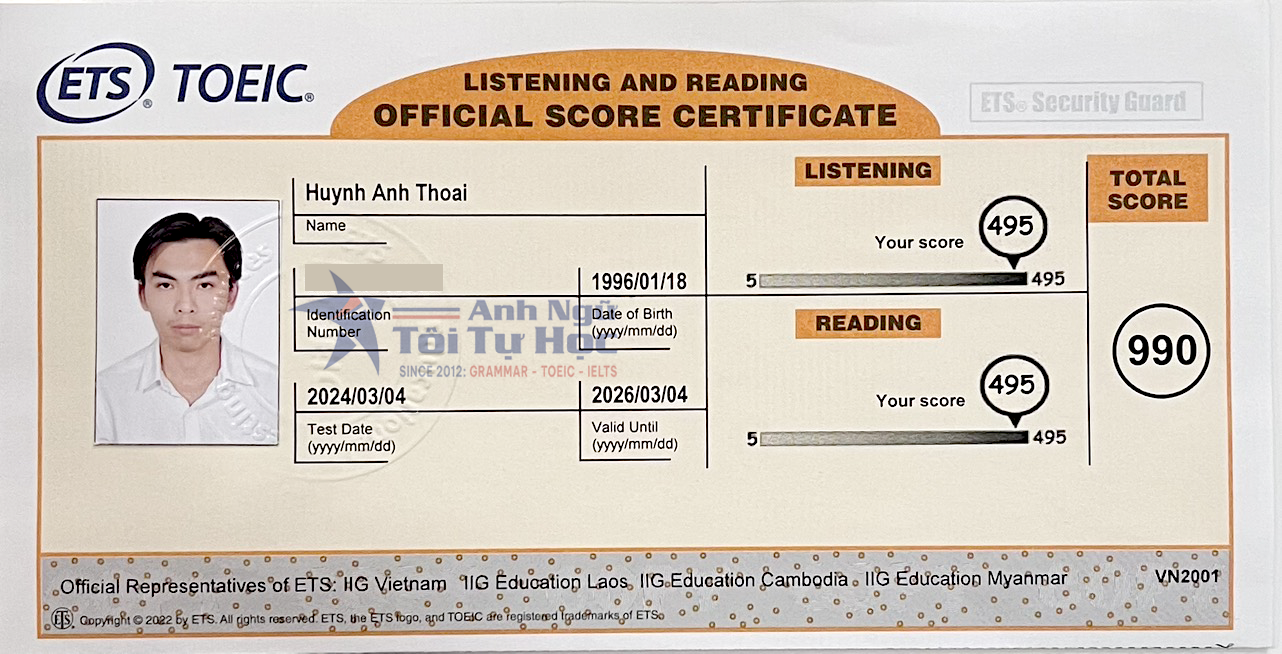 ETS® TOEIC®
LISTENING AND READING
OFFICIAL SCORE CERTIFICATE
ETS® Security Guard
Huynh Anh Thoai
Name
Identification
Number
1996/01/18
Date of Birth
(yyyy/mm/dd)
Anh Ngữ
Tôi Tự Học
SINCE 2012: GRAMMAR - TOEIC - IELTS
2024/03/04
Test Date
(yyyy/mm/dd)
2026/03/04
Valid Until
(yyyy/mm/dd)
LISTENING
Your score
495
5 495
READING
Your score
495
5 495
TOTAL
SCORE
990
Official Representatives of ETS: IIG Vietnam IIG Education Laos IIG Education Cambodia IIG Education Myanmar
VN2001
ETS Copyright © 2022 by ETS. All rights reserved. ETS, the ETS logo, and TOEIC are registered trademarks of ETS.